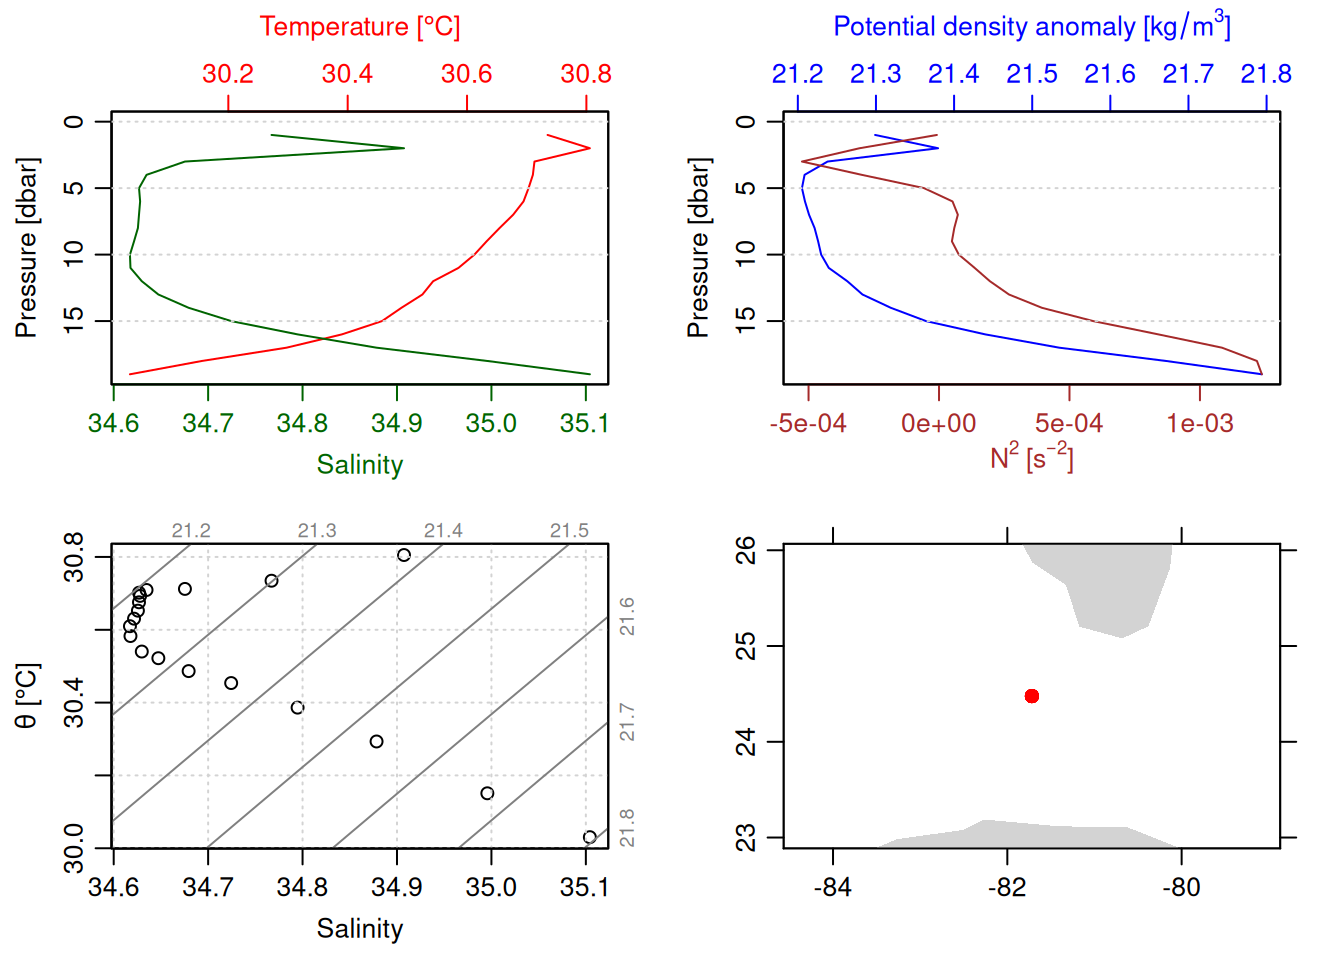 Temperature [°C]
30.2 30.4 30.6 30.8
0
5
10
15
Pressure [dbar]
34.6 34.7 34.8 34.9 35.0 35.1
Salinity
Potential density anomaly [kg/m³]
21.2 21.3 21.4 21.5 21.6 21.7 21.8
0
5
10
15
Pressure [dbar]
-5e-04 0e+00 5e-04 1e-03
N² [s⁻²]
21.2 21.3 21.4 21.5
21.6
21.7
21.8
30.8
30.4
30.0
θ [°C]
34.6 34.7 34.8 34.9 35.0 35.1
Salinity
26
25
24
23
-84 -82 -80